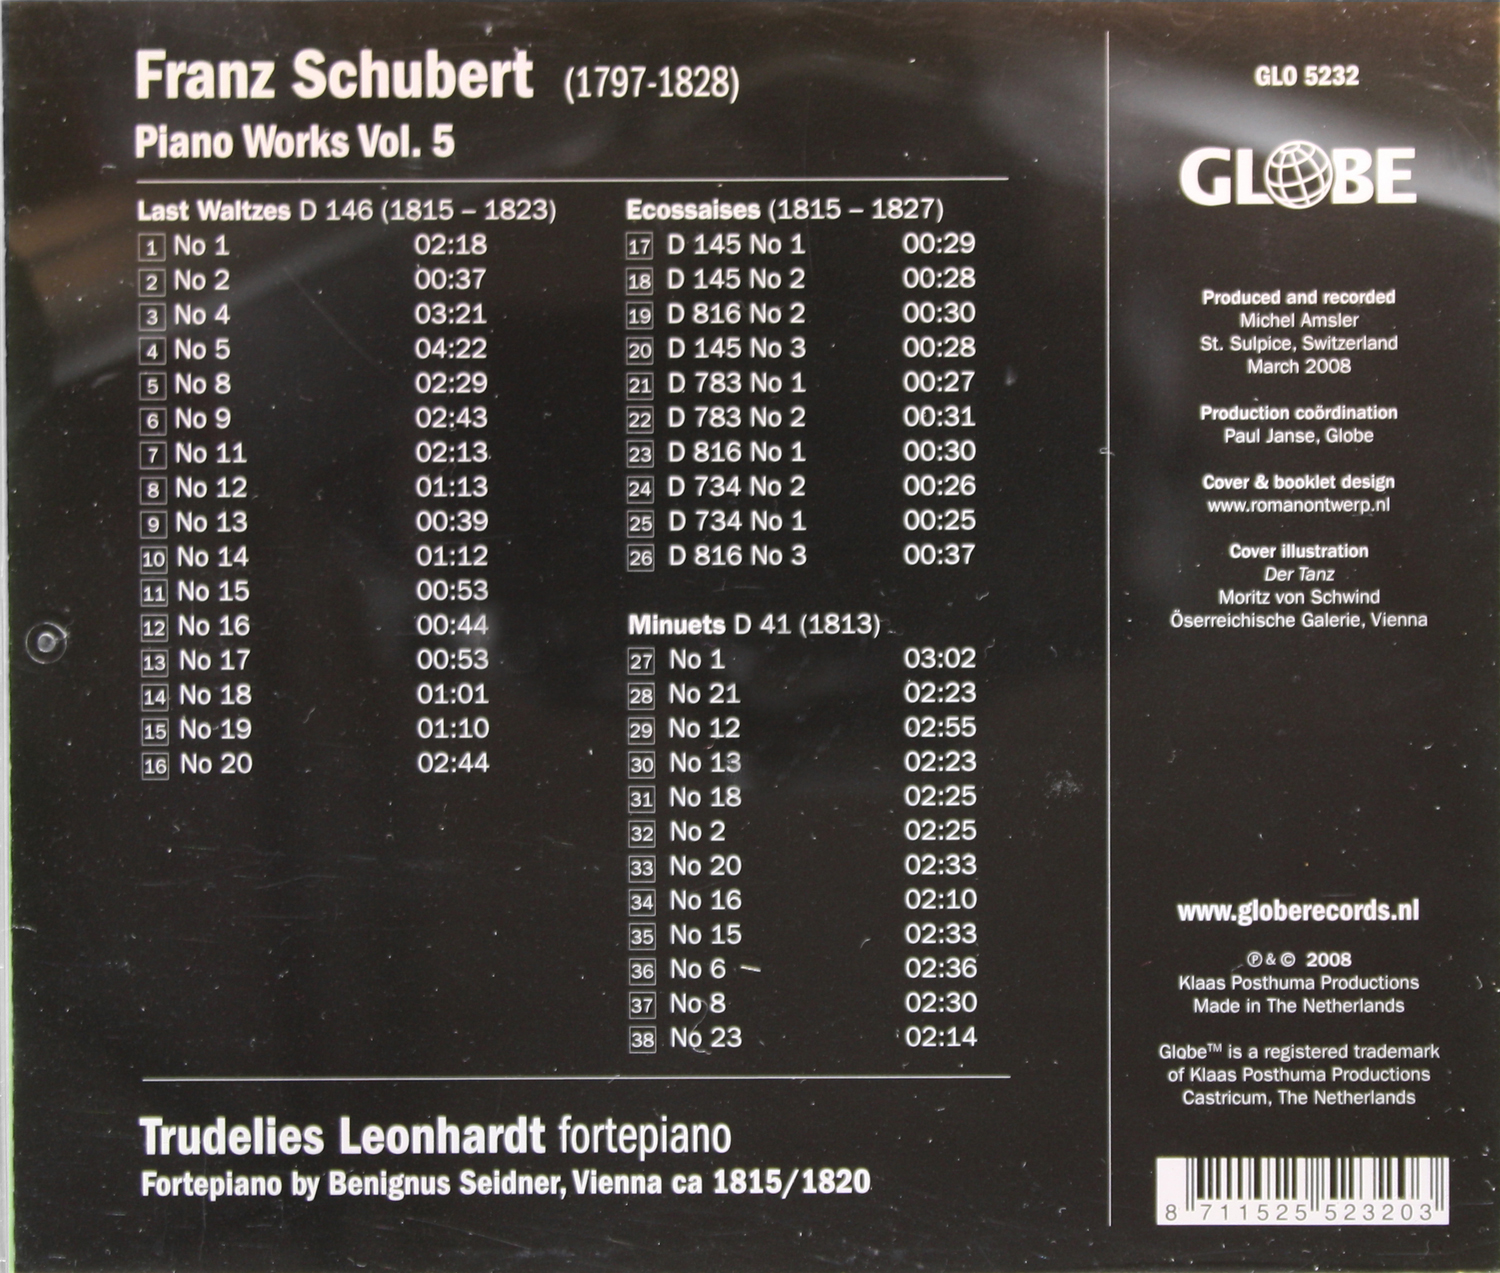 Franz Schubert (1797-1828)
Piano Works Vol. 5
Last Waltzes D 146 (1815 – 1823)
1 No 1 02:18
2 No 2 00:37
3 No 4 03:21
4 No 5 04:22
5 No 8 02:29
6 No 9 02:43
7 No 11 02:13
8 No 12 01:13
9 No 13 00:39
10 No 14 01:12
11 No 15 00:53
12 No 16 00:44
13 No 17 00:53
14 No 18 01:01
15 No 19 01:10
16 No 20 02:44
Ecossaises (1815 – 1827)
17 D 145 No 1 00:29
18 D 145 No 2 00:28
19 D 816 No 2 00:30
20 D 145 No 3 00:28
21 D 783 No 1 00:27
22 D 783 No 2 00:31
23 D 816 No 1 00:30
24 D 734 No 2 00:26
25 D 734 No 1 00:25
26 D 816 No 3 00:37
Minuets D 41 (1813)
27 No 1 03:02
28 No 21 02:23
29 No 12 02:55
30 No 13 02:23
31 No 18 02:25
32 No 2 02:25
33 No 20 02:33
34 No 16 02:10
35 No 15 02:33
36 No 6 02:36
37 No 8 02:30
38 No 23 02:14
Trudelies Leonhardt fortepiano
Fortepiano by Benignus Seidner, Vienna ca 1815/1820
GLO 5232
GLOBE
Produced and recorded
Michel Amsler
St. Sulpice, Switzerland
March 2008
Production coördination
Paul Janse, Globe
Cover & booklet design
www.romanontwerp.nl
Cover illustration
Der Tanz
Moritz von Schwind
Öserreichische Galerie, Vienna
www.globerecords.nl
℗ & © 2008
Klaas Posthuma Productions
Made in The Netherlands
Globe™ is a registered trademark
of Klaas Posthuma Productions
Castricum, The Netherlands
8 711525 523203